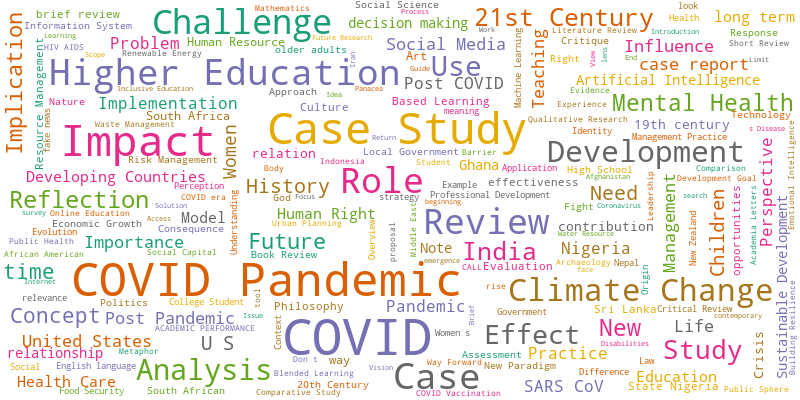 brief review
Information System
HIV AIDS
Learning
Scope
Challenge
Mathematics
Social Science
Process
decision making
21st Century
Work
Future Research
Introduction
look
Health
long term
Implication
Problem
Human Resource
Renewable Energy
older adults
Social Media
Literature Review
Critique
Influence
Response
Short Review
Higher Education
Art
Guide
Use
Machine Learning
Teaching
Right
View
lens
End
case report
Limit
Resource Management
fake news
Nature
Inclusive Education
Approach
Idea
Iran
Panacea
Post COVID
Artificial Intelligence
Implementation
South Africa
Culture
Based Learning
meaning
Evidence
Experience
Mental Health
Technology
Waste Management
Impact
Women
Case Study
Return
Qualitative Research
Identity
19th century
Management Practice
s Disease
Emotional Intelligence
Risk Management
relation
Indonesia
Local Government
Barrier
Development
Comparison
Developing Countries
Perception
Body
Role
Student
Ghana
Application
High School
Afghanistan
Development Goal
Perspective
Reflection
COVID era
Solution
History
God
Focus
strategy
Example
effectiveness
Professional Development
beginning
Need
Leadership
search
Children
opportunities
Academia Letters
survey
Online Education
Access
Model
Understanding
Human Right
Urban Planning
Middle East
Review
Fight
Coronavirus
Economic Growth
Evolution
Consequence
contribution
Water Resource
Management
New Zealand
Public Health
Importance
Future
Book Review
Overview
proposal
Note
India
Nigeria
Sustainable Development
African American
Social Capital
emergence
CALL
Evaluation
Archaeology
face
Nepal
Origin
Building Resilience
time
Internet
COVID Pandemic
rise
Climate Change
relevance
Politics
College Student
tool
Philosophy
Pandemic
Brief
Government
Sri Lanka
Critical Review
contemporary
Concept
Post Pandemic
Issue
ACADEMIC PERFORMANCE
Context
COVID
Women s
Effect
New
Life
Disabilities
Crisis
United States
relationship
Metaphor
U S
Don t
way
Way Forward
Assessment
New Paradigm
Practice
Study
Law
Social
English language
Analysis
Blended Learning
Vision
Case
Difference
Education
Health Care
Food Security
South African
20th Century
Comparative Study
COVID Vaccination
SARS CoV
State Nigeria
Public Sphere